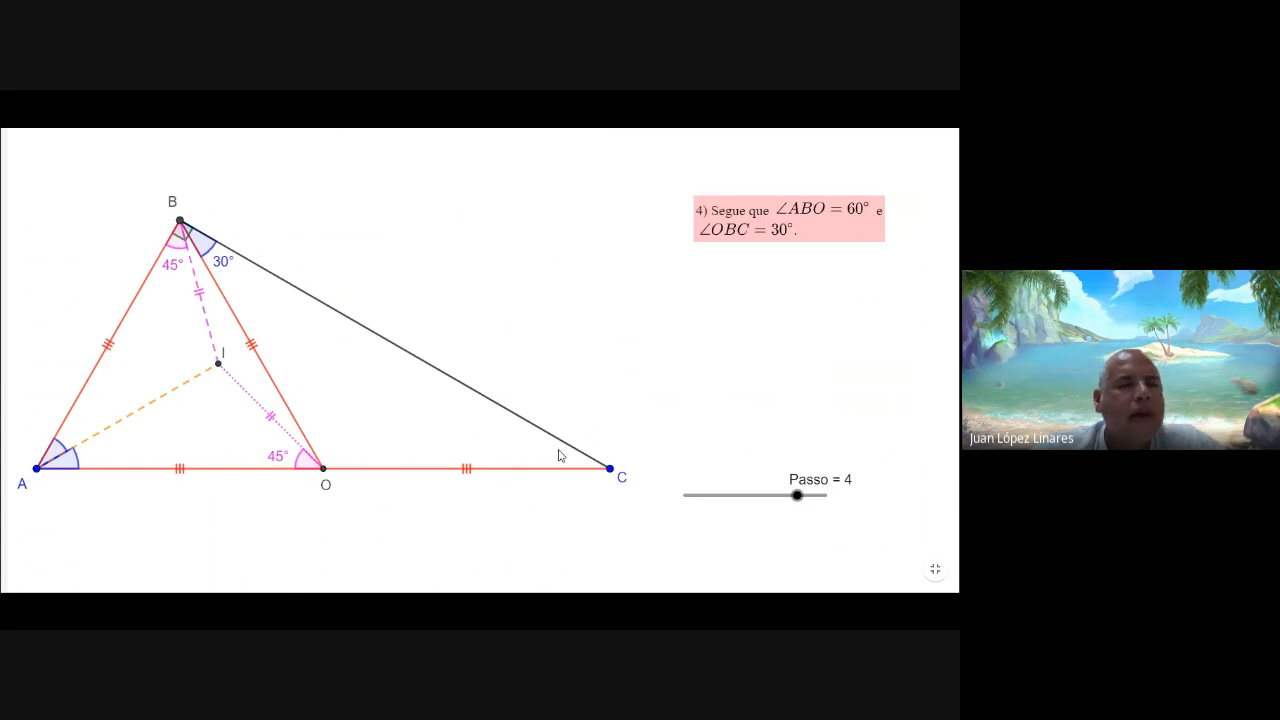 B
4) Segue que ∠ABO = 60° e
∠OBC = 30°.
45°
30°
I
45°
A
O
C
Passo = 4
Juan López Linares